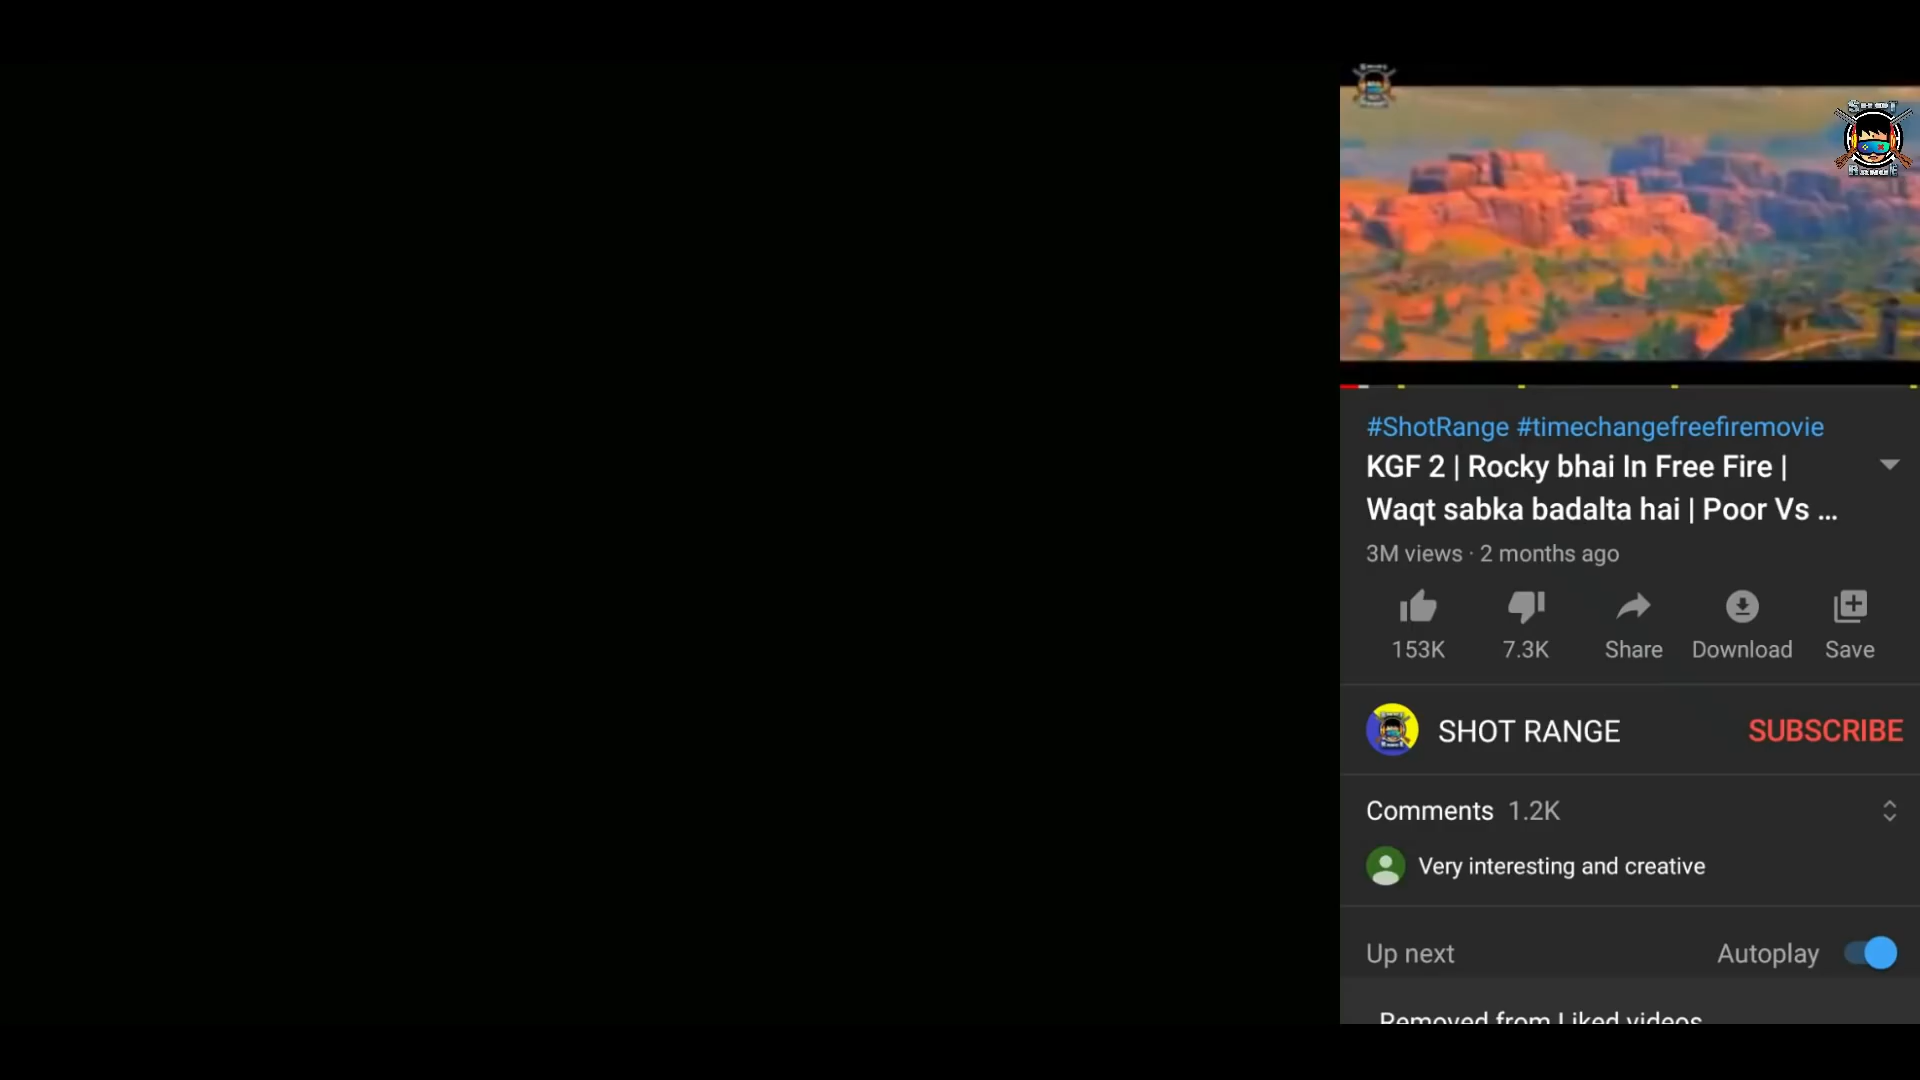 SHOT
RANGE
#ShotRange #timechangefreefiremovie
KGF 2 | Rocky bhai In Free Fire |
Waqt sabka badalta hai | Poor Vs ...
3M views · 2 months ago
153K 7.3K Share Download Save
SHOT RANGE SUBSCRIBE
Comments 1.2K
Very interesting and creative
Up next Autoplay
Removed from Liked videos